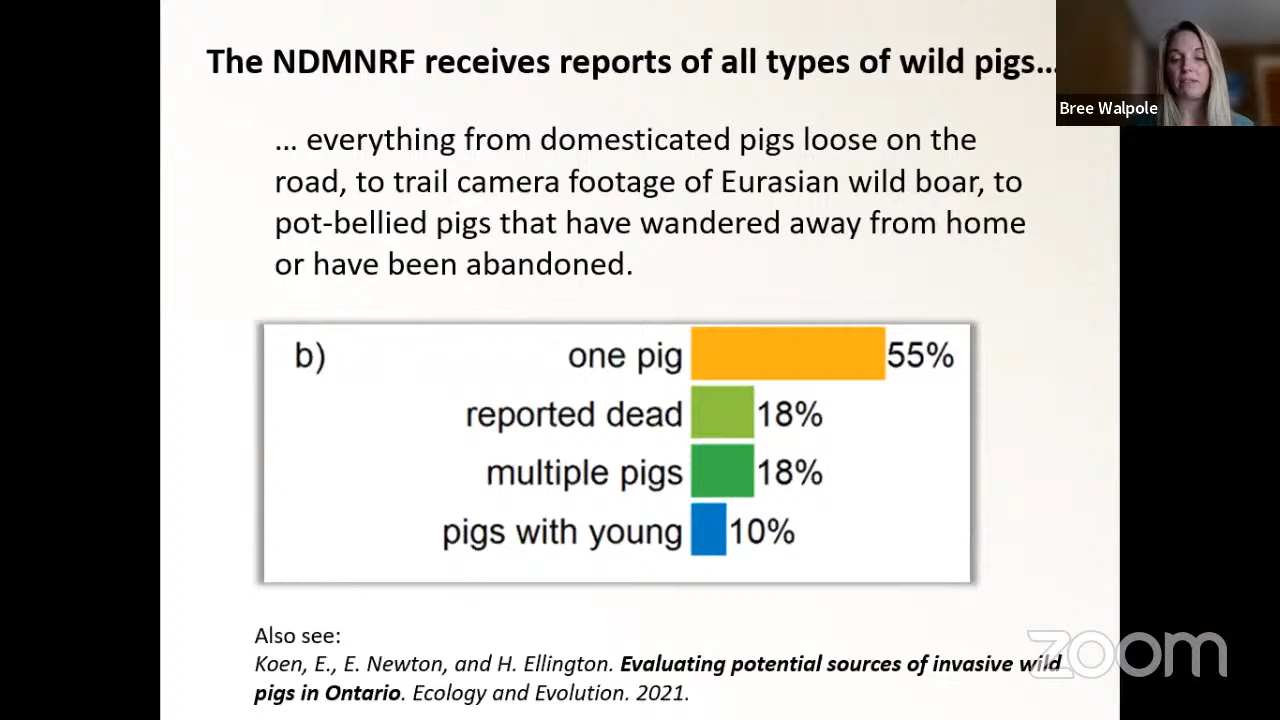 The NDMNRF receives reports of all types of wild pigs...
Bree Walpole
... everything from domesticated pigs loose on the
road, to trail camera footage of Eurasian wild boar, to
pot-bellied pigs that have wandered away from home
or have been abandoned.
b)
one pig 55%
reported dead 18%
multiple pigs 18%
pigs with young 10%
Also see:
Koen, E., E. Newton, and H. Ellington. Evaluating potential sources of invasive wild
pigs in Ontario. Ecology and Evolution. 2021.
zoom